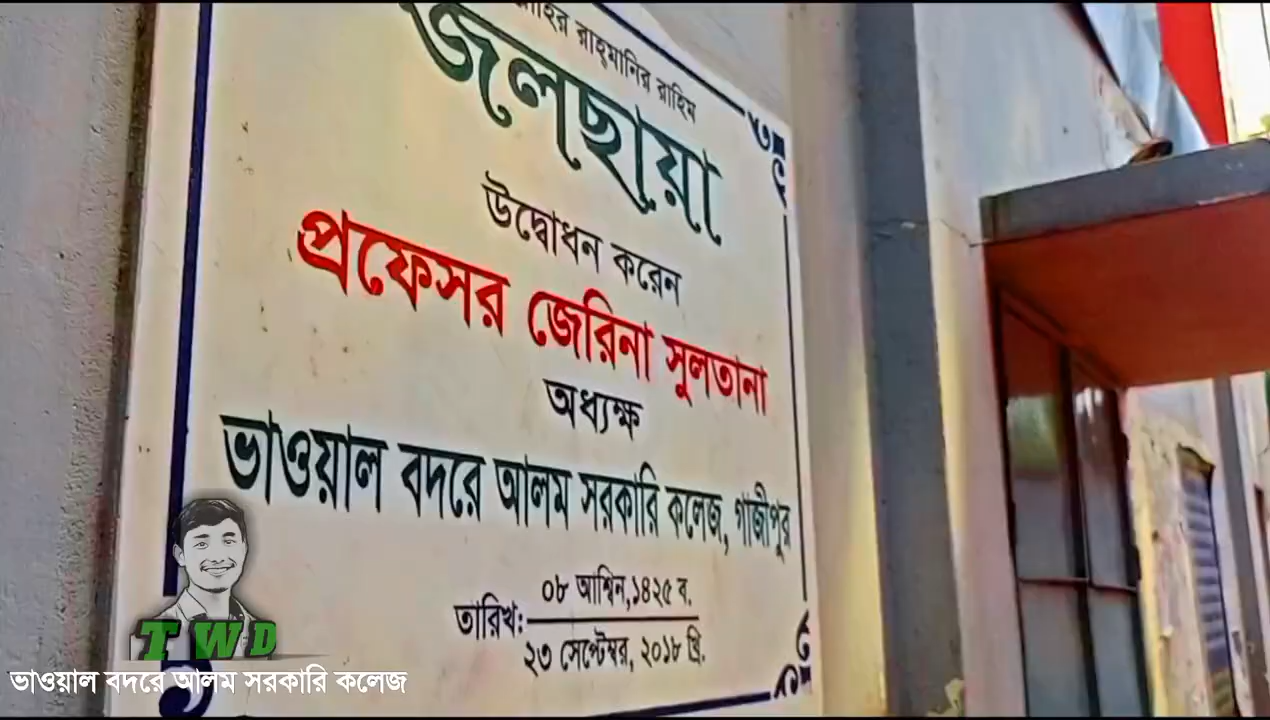 রাহমানির রাহিম
জলছায়া
উদ্বোধন করেন
প্রফেসর জেরিনা সুলতানা
অধ্যক্ষ
ভাওয়াল বদরে আলম সরকারি কলেজ, গাজীপুর
০৮ আশ্বিন,১৪২৫ ব.
তারিখ:
২৩ সেপ্টেম্বর, ২০১৮ খ্রি.
TWD
ভাওয়াল বদরে আলম সরকারি কলেজ